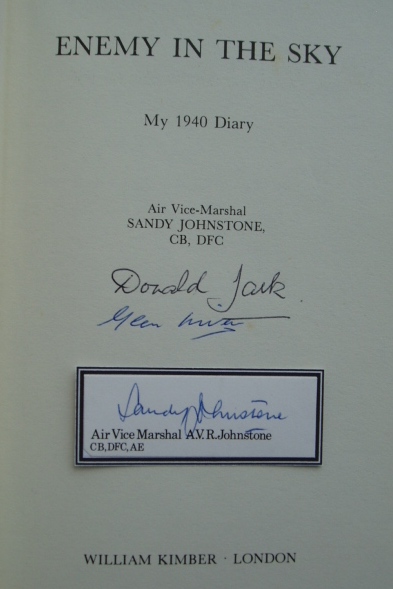 ENEMY IN THE SKY
My 1940 Diary
Air Vice-Marshal
SANDY JOHNSTONE,
CB, DFC
Donald Jack
Sandy Johnstone
Air Vice Marshal A.V.R.Johnstone
CB,DFC,AE
WILLIAM KIMBER · LONDON